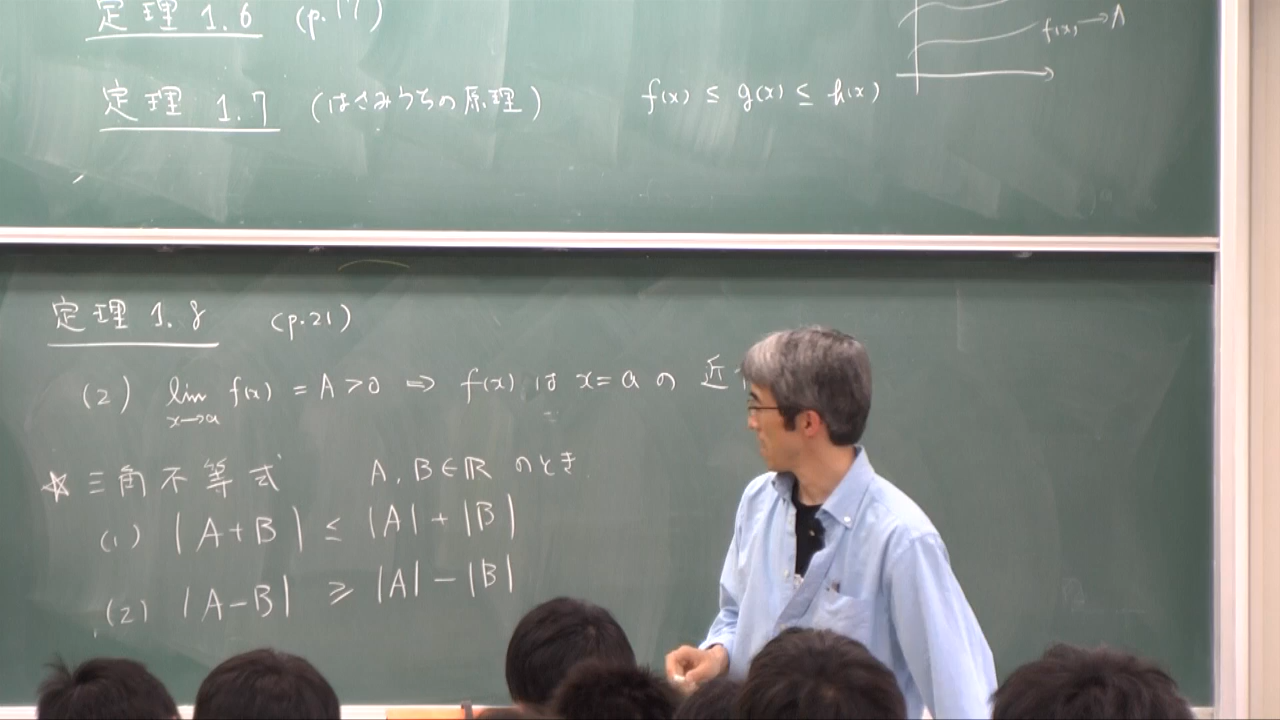 定理 1.6 (p.17)
f(x) → A
定理 1.7 (はさみうちの原理) f(x) ≤ g(x) ≤ h(x)
定理 1.8 (p.21)
(2) lim x→a f(x) = A > 0 ⇒ f(x) は x=a の 近
☆ 三角不等式 A, B ∈ ℝ のとき
(1) |A+B| ≤ |A| + |B|
(2) |A-B| ≥ |A| - |B|